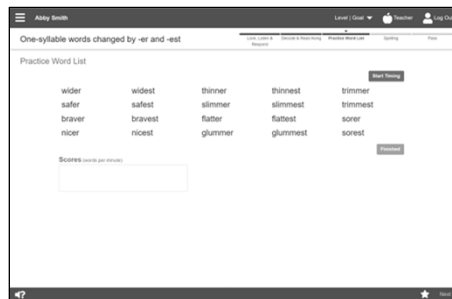 Abby Smith
Level | Goal
Teacher
Log Out
One-syllable words changed by -er and -est
Look, Listen & Respond
Decode & Read Along
Practice Word List
Spelling
Pass
Practice Word List
Start Timing
wider widest thinner thinnest trimmer
safer safest slimmer slimmest trimmest
braver bravest flatter flattest sorer
nicer nicest glummer glummest sorest
Finished
Scores (words per minute)
Next